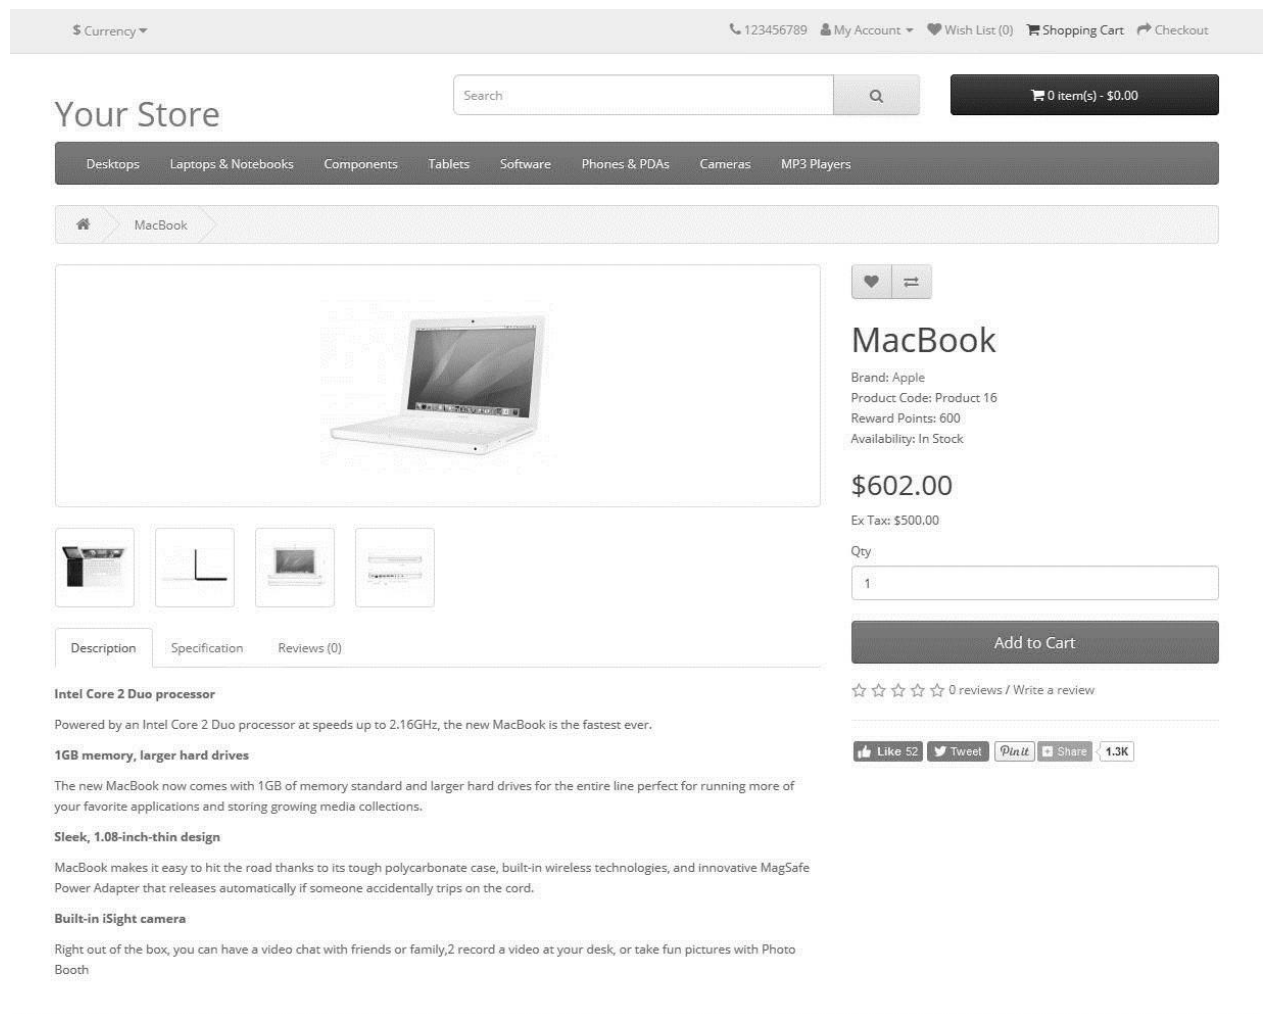 $ Currency
123456789 My Account Wish List (0) Shopping Cart Checkout
Your Store
Search
0 item(s) - $0.00
Desktops Laptops & Notebooks Components Tablets Software Phones & PDAs Cameras MP3 Players
MacBook
MacBook
Brand: Apple
Product Code: Product 16
Reward Points: 600
Availability: In Stock
$602.00
Ex Tax: $500.00
Qty
1
Add to Cart
0 reviews / Write a review
Like 52 Tweet Pin it Share 1.3K
Description Specification Reviews (0)
Intel Core 2 Duo processor
Powered by an Intel Core 2 Duo processor at speeds up to 2.16GHz, the new MacBook is the fastest ever.
1GB memory, larger hard drives
The new MacBook now comes with 1GB of memory standard and larger hard drives for the entire line perfect for running more of
your favorite applications and storing growing media collections.
Sleek, 1.08-inch-thin design
MacBook makes it easy to hit the road thanks to its tough polycarbonate case, built-in wireless technologies, and innovative MagSafe
Power Adapter that releases automatically if someone accidentally trips on the cord.
Built-in iSight camera
Right out of the box, you can have a video chat with friends or family,2 record a video at your desk, or take fun pictures with Photo
Booth